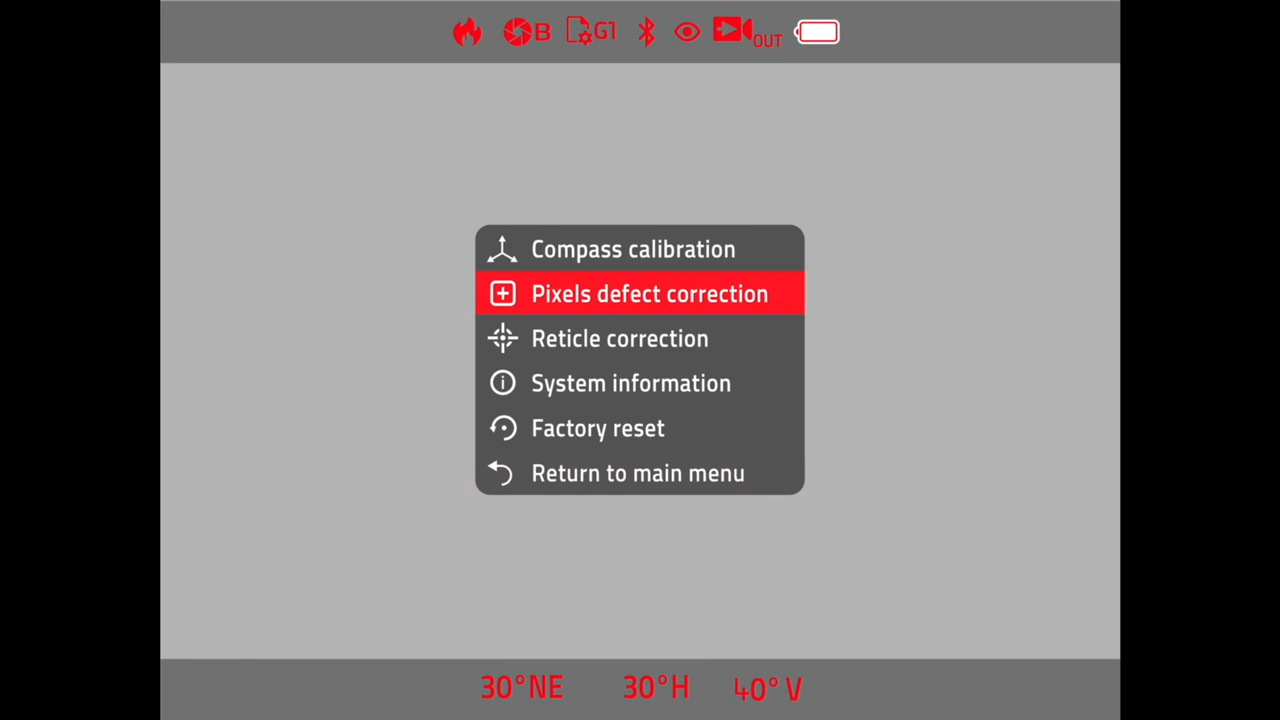 B G1 OUT
Compass calibration
Pixels defect correction
Reticle correction
System information
Factory reset
Return to main menu
30°NE 30°H 40°V